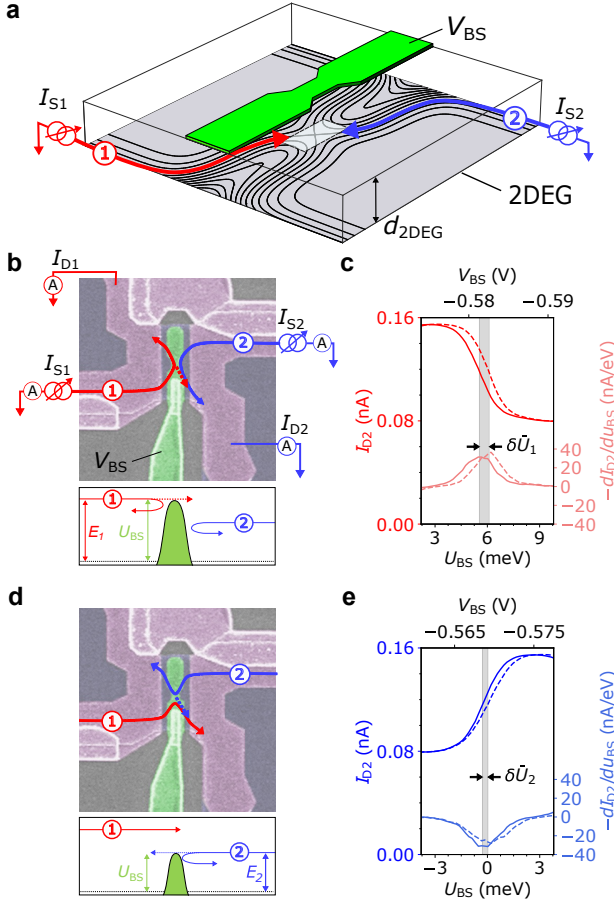 a
V_BS
I_S1
1
2
I_S2
2DEG
d_2DEG
b
I_D1
A
I_S2
2
A
I_S1
A
1
I_D2
A
V_BS
1
E_1
U_BS
2
c
V_BS (V)
−0.58 −0.59
0.16
0.08
0.00
I_D2 (nA)
δŪ_1
40
20
0
−20
−40
−dI_D2/du_BS (nA/eV)
3 6 9
U_BS (meV)
d
2
1
1
2
U_BS
E_2
e
V_BS (V)
−0.565 −0.575
0.16
0.08
0.00
I_D2 (nA)
δŪ_2
40
20
0
−20
−40
−dI_D2/du_BS (nA/eV)
−3 0 3
U_BS (meV)